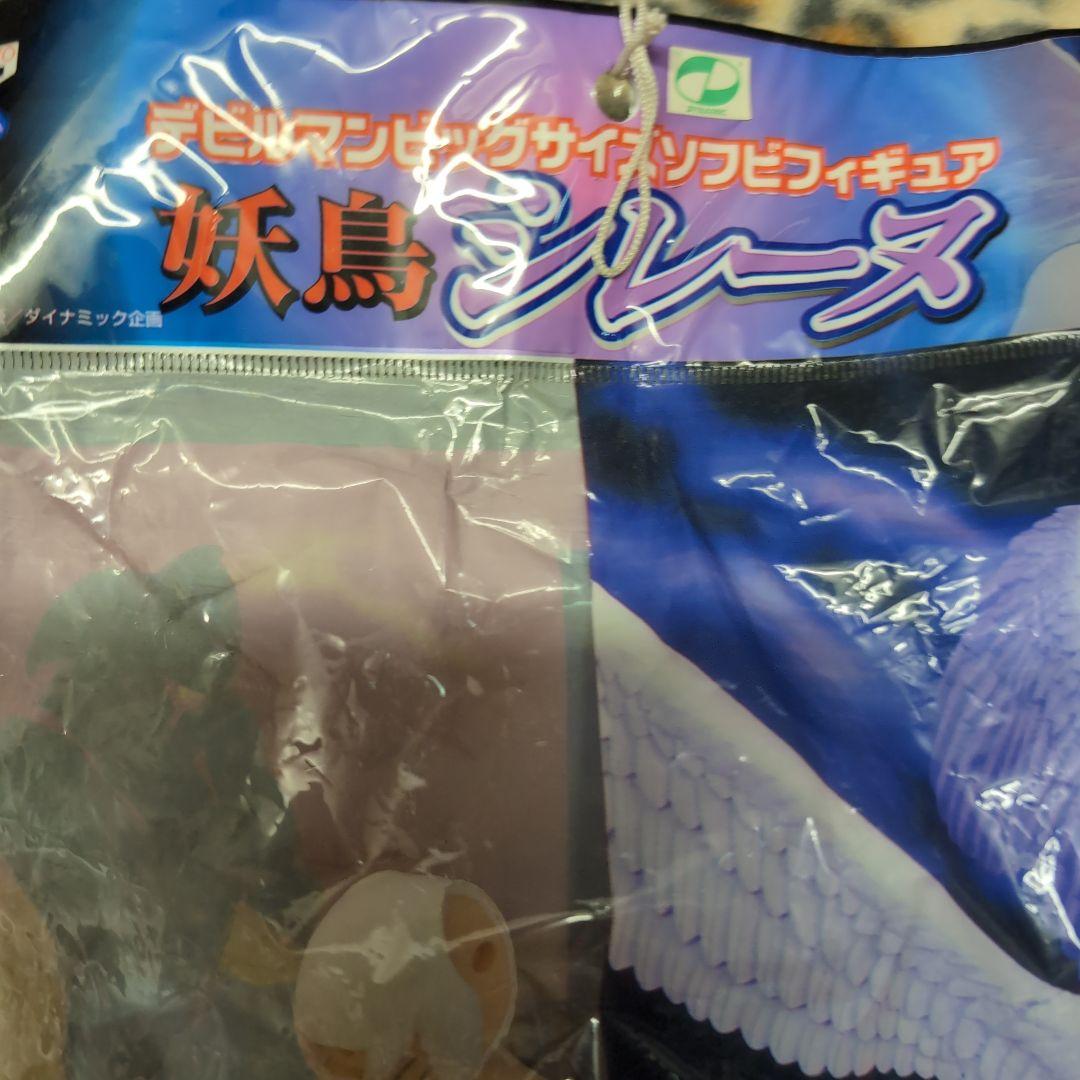 デビルマンビッグサイズソフビフィギュア
妖鳥シレーヌ
／ダイナミック企画